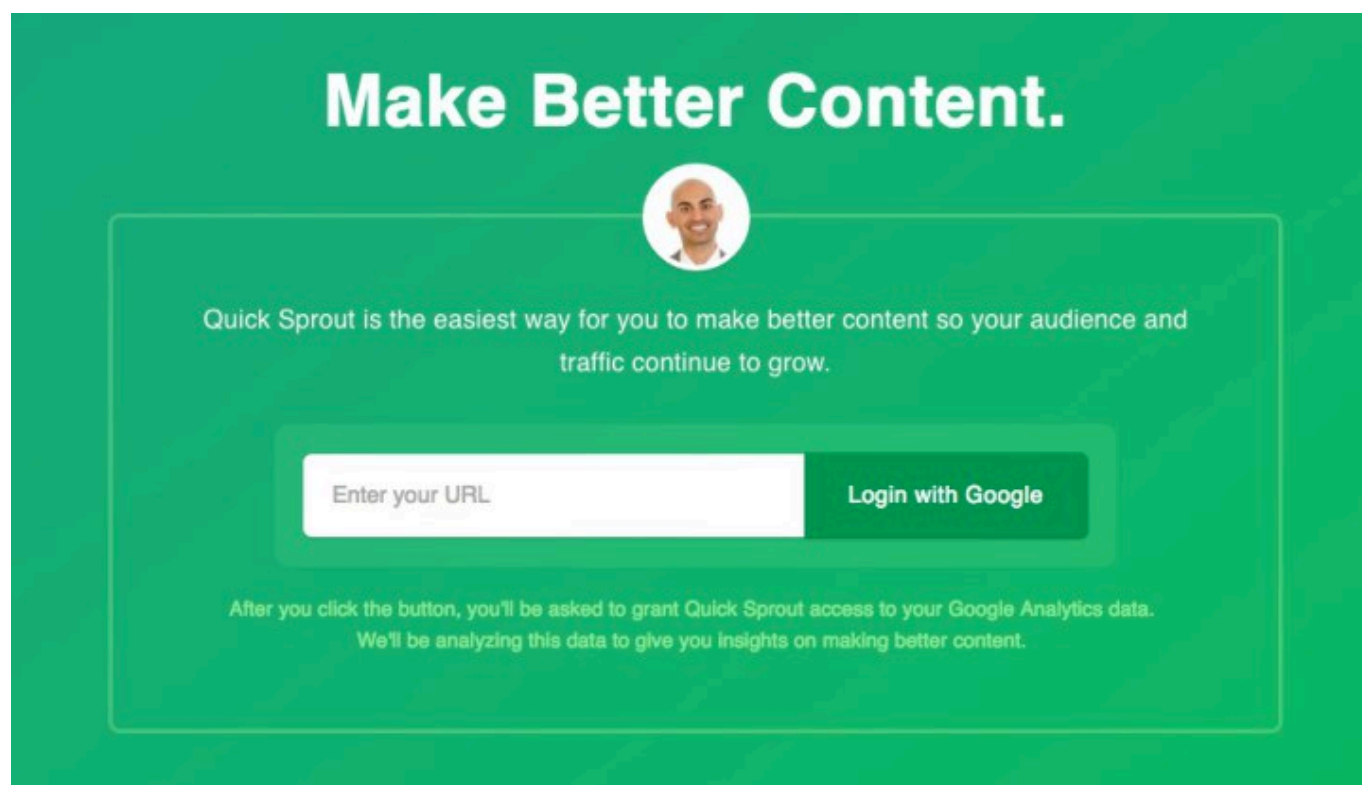 Make Better Content.
Quick Sprout is the easiest way for you to make better content so your audience and
traffic continue to grow.
Enter your URL
Login with Google
After you click the button, you'll be asked to grant Quick Sprout access to your Google Analytics data.
We'll be analyzing this data to give you insights on making better content.